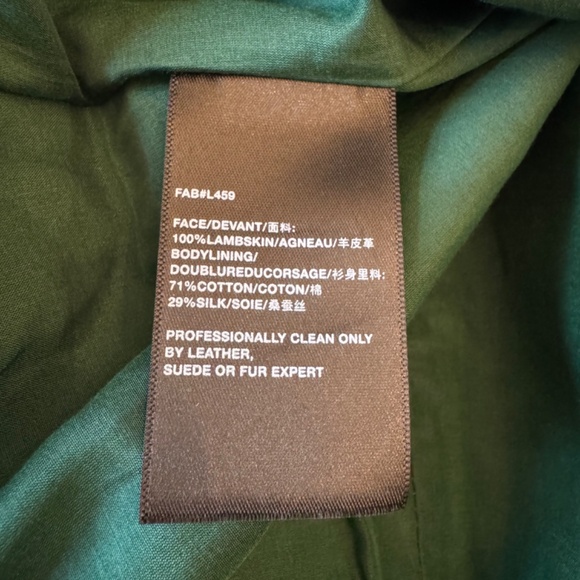 FAB#L459
FACE/DEVANT/面料:
100%LAMBSKIN/AGNEAU/羊皮革
BODYLINING/
DOUBLUREDUCORSAGE/衫身里料:
71%COTTON/COTON/棉
29%SILK/SOIE/桑蚕丝
PROFESSIONALLY CLEAN ONLY
BY LEATHER,
SUEDE OR FUR EXPERT